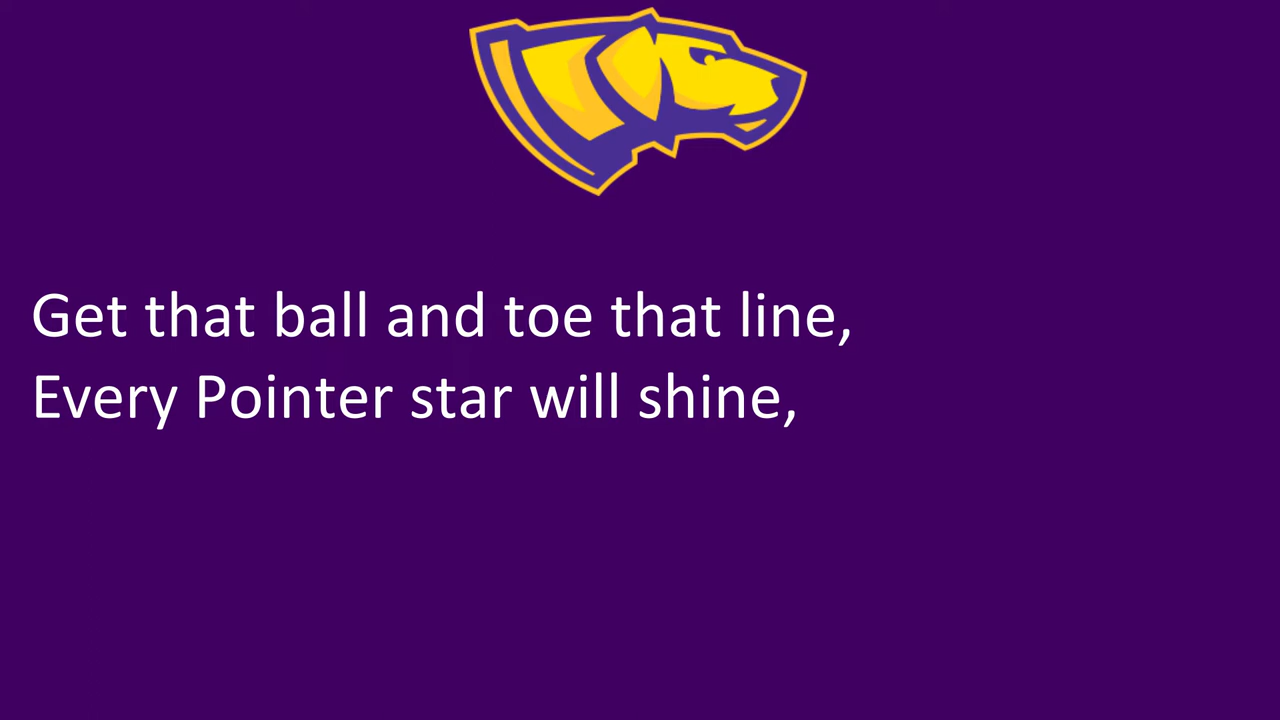 Get that ball and toe that line,
Every Pointer star will shine,